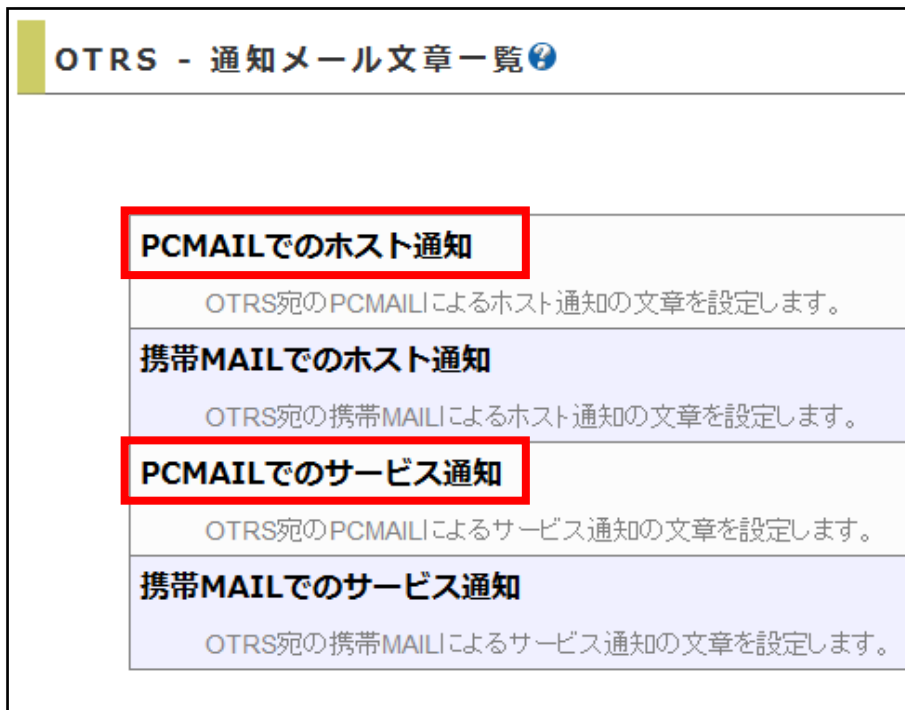 OTRS - 通知メール文章一覧?
PCMAILでのホスト通知
OTRS宛のPCMAILによるホスト通知の文章を設定します。
携帯MAILでのホスト通知
OTRS宛の携帯MAILによるホスト通知の文章を設定します。
PCMAILでのサービス通知
OTRS宛のPCMAILによるサービス通知の文章を設定します。
携帯MAILでのサービス通知
OTRS宛の携帯MAILによるサービス通知の文章を設定します。